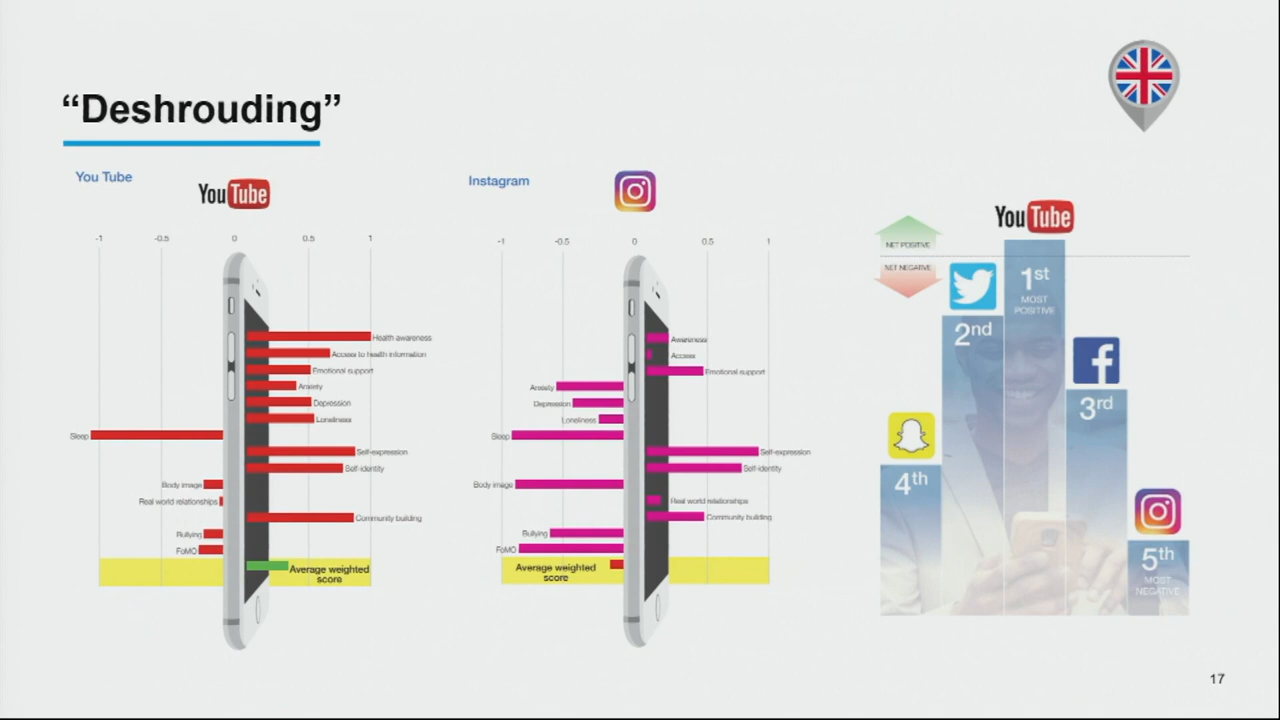 “Deshrouding”
You Tube
YouTube
-1 -0.5 0 0.5 1
Health awareness
Access to health information
Emotional support
Anxiety
Depression
Loneliness
Sleep
Self-expression
Self-identity
Body image
Real world relationships
Community building
Bullying
FoMO
Average weighted
score
Instagram
-1 -0.5 0 0.5 1
Awareness
Access
Emotional support
Anxiety
Depression
Loneliness
Sleep
Self-expression
Self-identity
Body image
Real world relationships
Community building
Bullying
FoMO
Average weighted
score
YouTube
NET POSITIVE
NET NEGATIVE
1st
MOST
POSITIVE
2nd
3rd
4th
5th
MOST
NEGATIVE
17